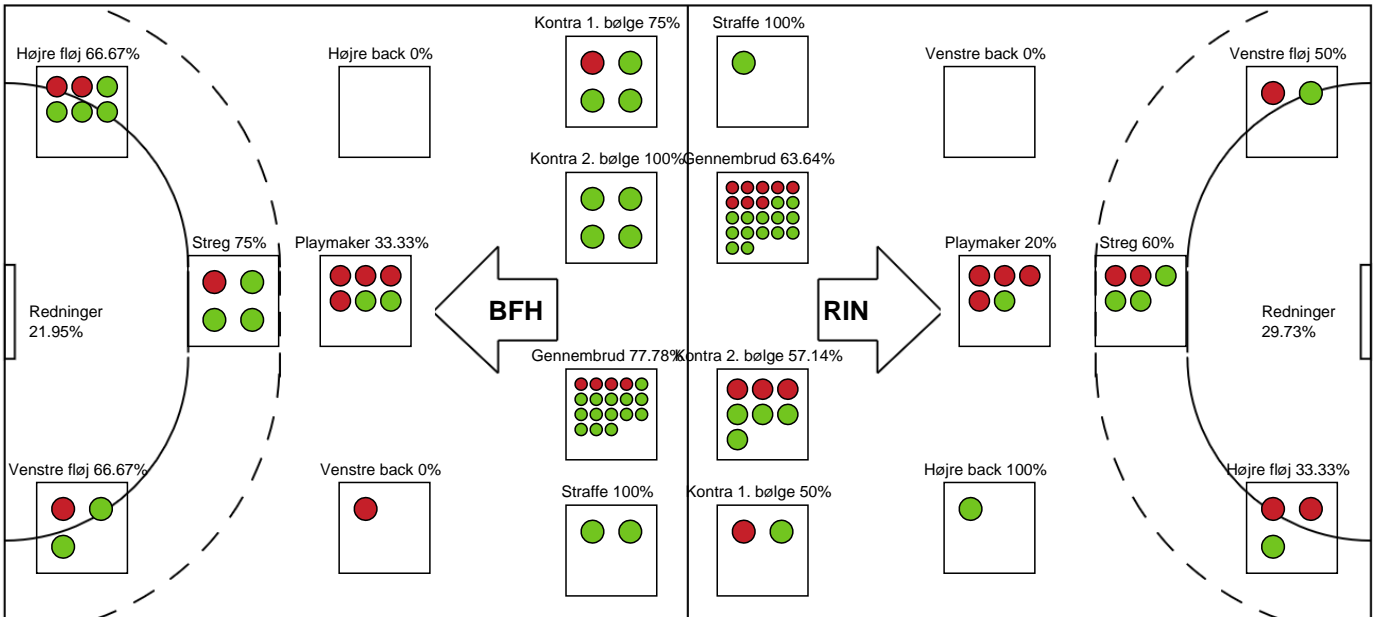 Kontra 1. bølge 75%
Straffe 100%
Højre fløj 66.67%
Højre back 0%
Venstre back 0%
Venstre fløj 50%
Kontra 2. bølge 100%
Gennembrud 63.64%
Streg 75%
Playmaker 33.33%
Playmaker 20%
Streg 60%
BFH
RIN
Redninger
21.95%
Redninger
29.73%
Gennembrud 77.78%
Kontra 2. bølge 57.14%
Venstre fløj 66.67%
Venstre back 0%
Højre back 100%
Højre fløj 33.33%
Straffe 100%
Kontra 1. bølge 50%